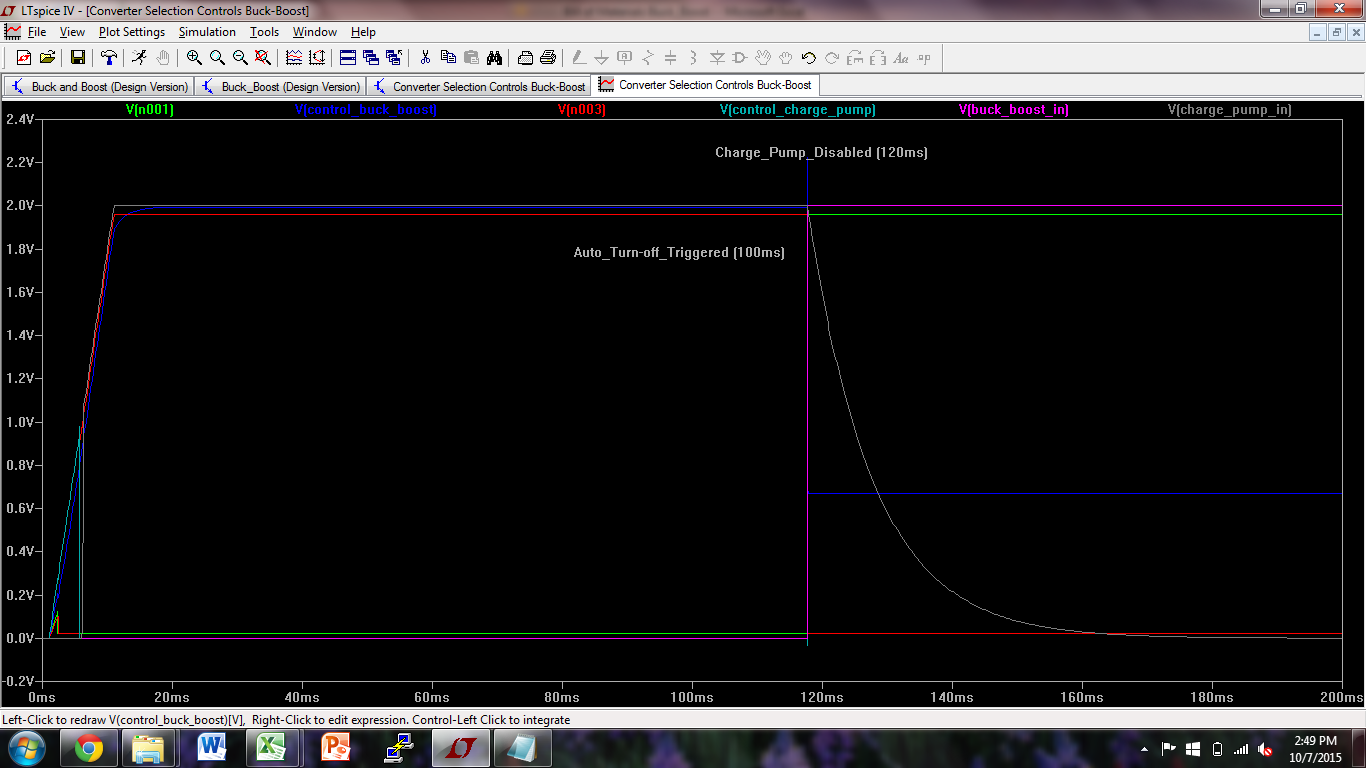 LTspice IV - [Converter Selection Controls Buck-Boost]
File View Plot Settings Simulation Tools Window Help
Buck and Boost (Design Version) Buck_Boost (Design Version) Converter Selection Controls Buck-Boost Converter Selection Controls Buck-Boost
V(n001) V(control_buck_boost) V(n003) V(control_charge_pump) V(buck_boost_in) V(charge_pump_in)
2.4V
Charge_Pump_Disabled (120ms)
2.2V
2.0V
Auto_Turn-off_Triggered (100ms)
1.8V
1.6V
1.4V
1.2V
1.0V
0.8V
0.6V
0.4V
0.2V
0.0V
-0.2V
0ms 20ms 40ms 60ms 80ms 100ms 120ms 140ms 160ms 180ms 200ms
Left-Click to redraw V(control_buck_boost)[V], Right-Click to edit expression. Control-Left Click to integrate
2:49 PM
10/7/2015